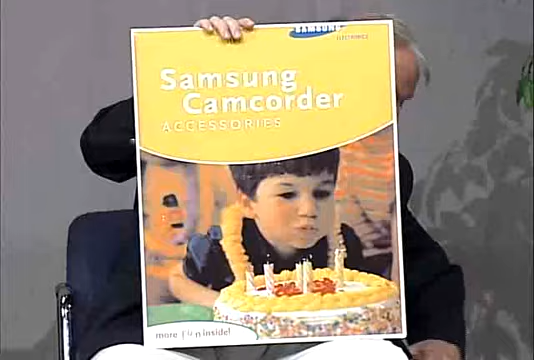 SAMSUNG
ELECTRONICS
Samsung
Camcorder
ACCESSORIES
more fun inside!